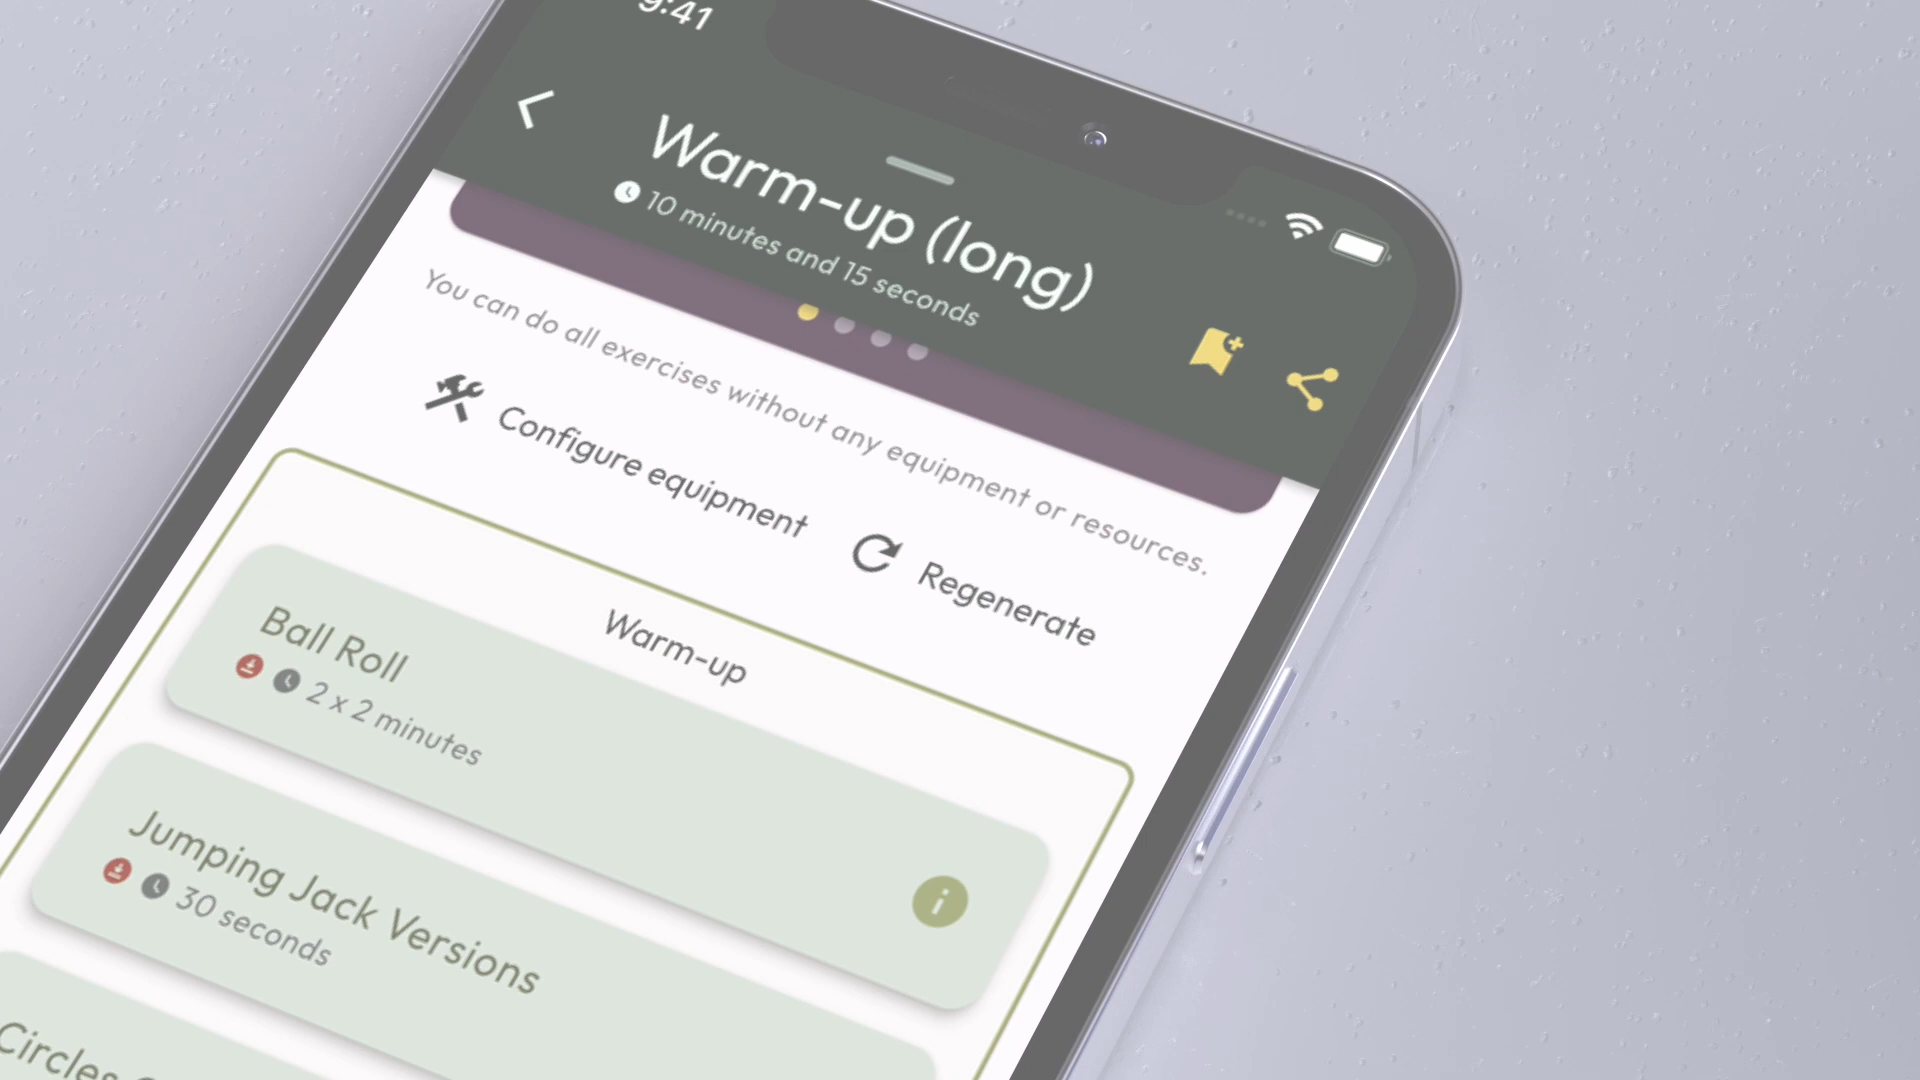 9:41
Warm-up (long)
10 minutes and 15 seconds
You can do all exercises without any equipment or resources.
Configure equipment
Regenerate
Warm-up
Ball Roll
2 x 2 minutes
Jumping Jack Versions
30 seconds
Circles